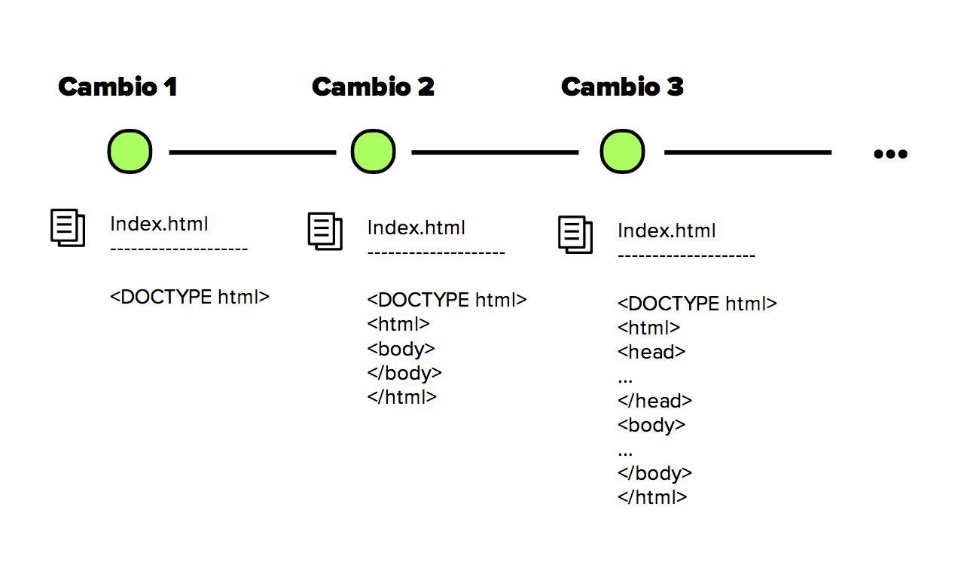 Cambio 1
Cambio 2
Cambio 3
...
Index.html
--------------------
<DOCTYPE html>
Index.html
--------------------
<DOCTYPE html>
<html>
<body>
</body>
</html>
Index.html
--------------------
<DOCTYPE html>
<html>
<head>
...
</head>
<body>
...
</body>
</html>